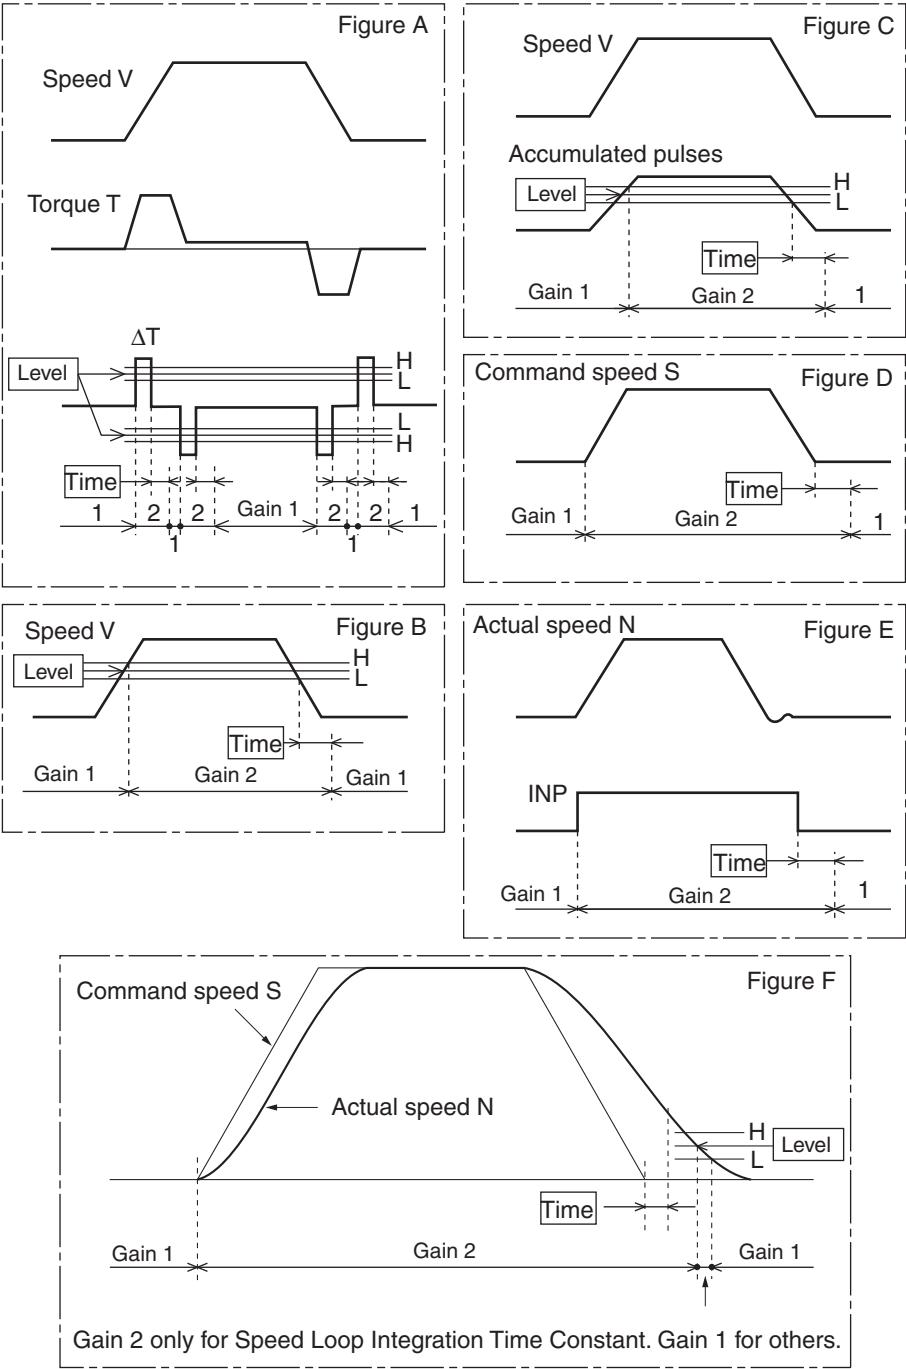 Figure A
Speed V
Torque T
ΔT
Level
H
L
L
H
Time
1
2
2
Gain 1
2
2
1
1
1
Figure B
Speed V
Level
H
L
Time
Gain 1
Gain 2
Gain 1
Figure C
Speed V
Accumulated pulses
Level
H
L
Time
Gain 1
Gain 2
1
Command speed S
Figure D
Time
Gain 1
Gain 2
1
Actual speed N
Figure E
INP
Time
Gain 1
Gain 2
1
Figure F
Command speed S
Actual speed N
H
Level
L
Time
Gain 1
Gain 2
Gain 1
Gain 2 only for Speed Loop Integration Time Constant. Gain 1 for others.